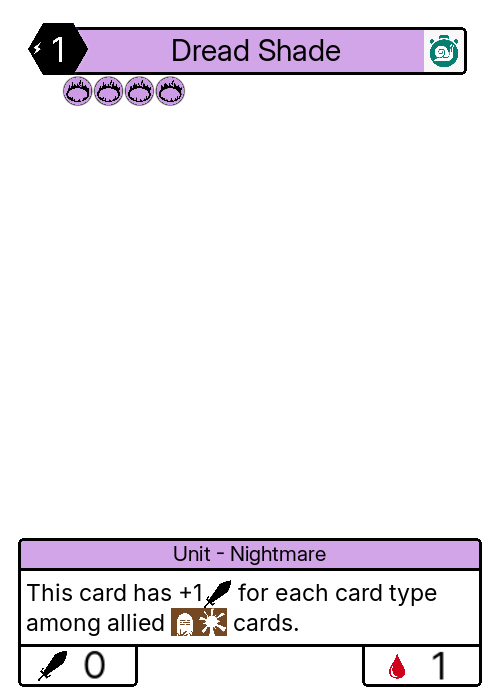 1
Dread Shade
Unit - Nightmare
This card has +1 for each card type
among allied cards.
0
1